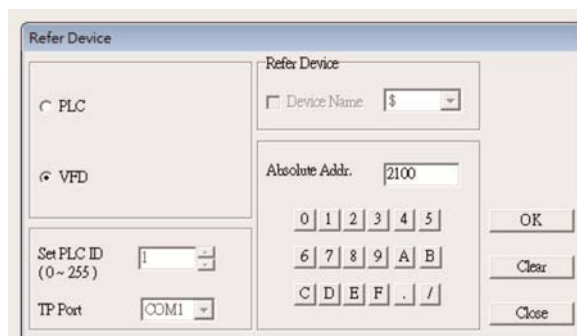 Refer Device
PLC
VFD
Set PLC ID
(0 ~ 255)
1
TP Port
COM1
Refer Device
Device Name
$
Absolute Addr.
2100
0 1 2 3 4 5
6 7 8 9 A B
C D E F . /
OK
Clear
Close